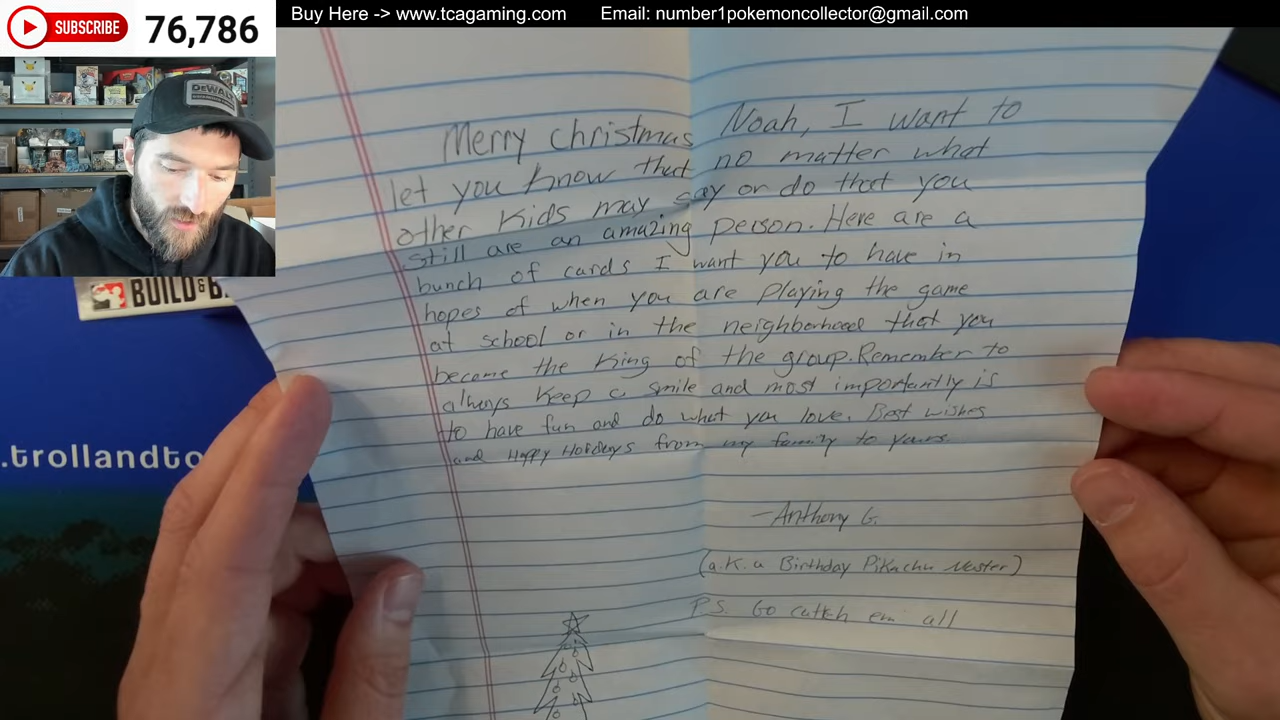 Buy Here -> www.tcagaming.com Email: number1pokemoncollector@gmail.com
SUBSCRIBE 76,786
DEWALT
BUILD & B
.trollandto
Merry christmas Noah, I want to
let you know that no matter what
other Kids may say or do that you
still are an amazing person. Here are a
bunch of cards I want you to have in
hopes of when you are playing the game
at school or in the neighborhood that you
become the King of the group. Remember to
always Keep a smile and most importantly is
to have fun and do what you love. Best wishes
and Happy Holidays from my family to yours.
-Anthony G.
(a.K.a Birthday Pikachu Master)
P.S. Go catch em all